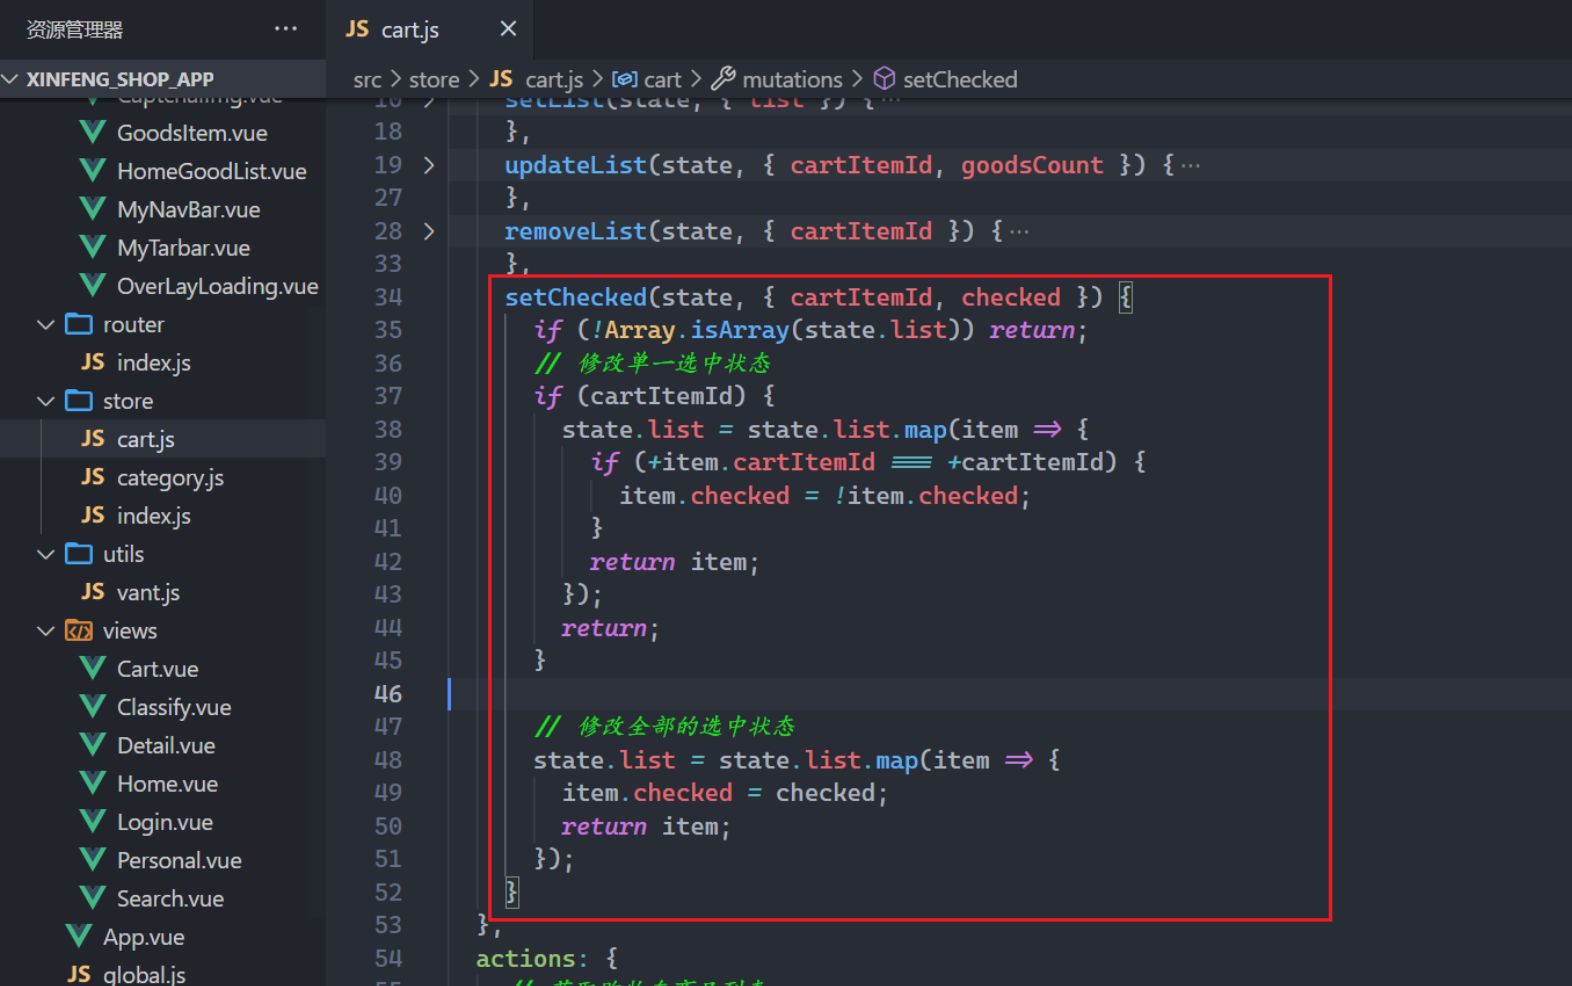 资源管理器 ···
JS cart.js ×
XINFENG_SHOP_APP
src > store > JS cart.js > cart > mutations > setChecked
GoodsItem.vue
HomeGoodList.vue
MyNavBar.vue
MyTarbar.vue
OverLayLoading.vue
router
JS index.js
store
JS cart.js
JS category.js
JS index.js
utils
JS vant.js
views
Cart.vue
Classify.vue
Detail.vue
Home.vue
Login.vue
Personal.vue
Search.vue
App.vue
JS global.js
setList(state, { list }) {···
18 },
19 updateList(state, { cartItemId, goodsCount }) {···
27 },
28 removeList(state, { cartItemId }) {···
33 },
34 setChecked(state, { cartItemId, checked }) {
35 if (!Array.isArray(state.list)) return;
36 // 修改单一选中状态
37 if (cartItemId) {
38 state.list = state.list.map(item => {
39 if (+item.cartItemId === +cartItemId) {
40 item.checked = !item.checked;
41 }
42 return item;
43 });
44 return;
45 }
46
47 // 修改全部的选中状态
48 state.list = state.list.map(item => {
49 item.checked = checked;
50 return item;
51 });
52 }
53 },
54 actions: {